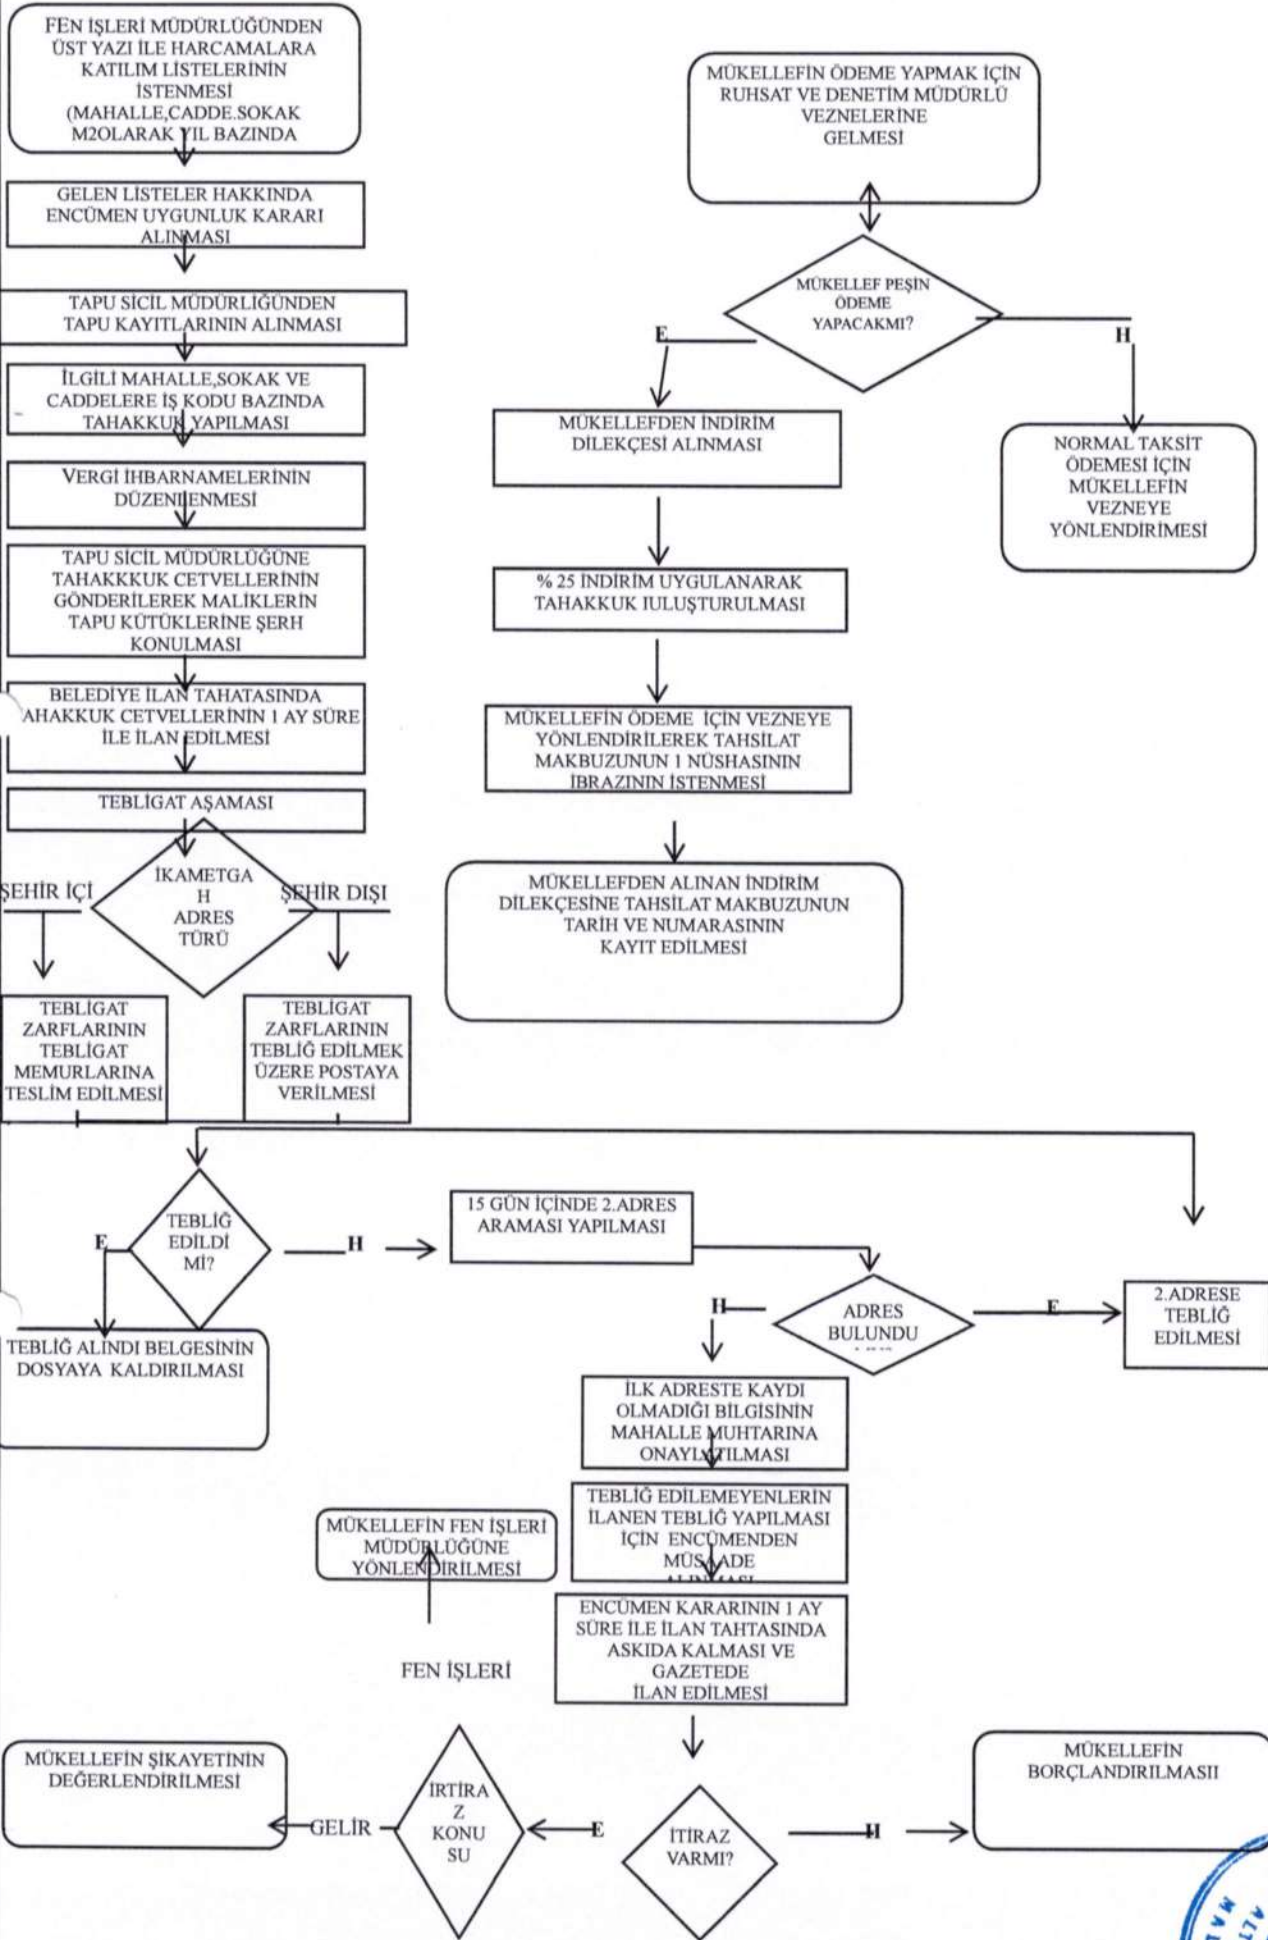 FEN İŞLERİ MÜDÜRLÜĞÜNDEN
ÜST YAZI İLE HARCAMALARA
KATILIM LİSTELERİNİN
İSTENMESİ
(MAHALLE,CADDE.SOKAK
M2OLARAK YIL BAZINDA
GELEN LİSTELER HAKKINDA
ENCÜMEN UYGUNLUK KARARI
ALINMASI
TAPU SİCİL MÜDÜRLİĞÜNDEN
TAPU KAYITLARININ ALINMASI
İLGİLİ MAHALLE,SOKAK VE
CADDELERE İŞ KODU BAZINDA
TAHAKKUK YAPILMASI
VERGİ İHBARNAMELERİNİN
DÜZENLENMESİ
TAPU SİCİL MÜDÜRLÜĞÜNE
TAHAKKKUK CETVELLERİNİN
GÖNDERİLEREK MALİKLERİN
TAPU KÜTÜKLERİNE ŞERH
KONULMASI
BELEDİYE İLAN TAHATASINDA
AHAKKUK CETVELLERİNİN 1 AY SÜRE
İLE İLAN EDİLMESİ
TEBLİGAT AŞAMASI
İKAMETGA
H
ADRES
TÜRÜ
ŞEHİR İÇİ
ŞEHİR DIŞI
TEBLİGAT
ZARFLARININ
TEBLİGAT
MEMURLARINA
TESLİM EDİLMESİ
TEBLİGAT
ZARFLARININ
TEBLİĞ EDİLMEK
ÜZERE POSTAYA
VERİLMESİ
MÜKELLEFİN ÖDEME YAPMAK İÇİN
RUHSAT VE DENETİM MÜDÜRLÜ
VEZNELERİNE
GELMESİ
MÜKELLEF PEŞİN
ÖDEME
YAPACAKMI?
E
H
MÜKELLEFDEN İNDİRİM
DİLEKÇESİ ALINMASI
NORMAL TAKSİT
ÖDEMESİ İÇİN
MÜKELLEFİN
VEZNEYE
YÖNLENDİRİMESİ
% 25 İNDİRİM UYGULANARAK
TAHAKKUK IULUŞTURULMASI
MÜKELLEFİN ÖDEME İÇİN VEZNEYE
YÖNLENDİRİLEREK TAHSİLAT
MAKBUZUNUN 1 NÜSHASININ
İBRAZININ İSTENMESİ
MÜKELLEFDEN ALINAN İNDİRİM
DİLEKÇESİNE TAHSİLAT MAKBUZUNUN
TARİH VE NUMARASININ
KAYIT EDİLMESİ
TEBLİĞ
EDİLDİ
Mİ?
E
H
TEBLİĞ ALINDI BELGESİNİN
DOSYAYA KALDIRILMASI
15 GÜN İÇİNDE 2.ADRES
ARAMASI YAPILMASI
ADRES
BULUNDU
H
E
2.ADRESE
TEBLİĞ
EDİLMESİ
İLK ADRESTE KAYDI
OLMADIĞI BİLGİSİNİN
MAHALLE MUHTARINA
ONAYLATILMASI
TEBLİĞ EDİLEMEYENLERİN
İLANEN TEBLİĞ YAPILMASI
İÇİN ENCÜMENDEN
MÜSAADE
ALINMASI
ENCÜMEN KARARININ 1 AY
SÜRE İLE İLAN TAHTASINDA
ASKIDA KALMASI VE
GAZETEDE
İLAN EDİLMESİ
MÜKELLEFİN FEN İŞLERİ
MÜDÜRLÜĞÜNE
YÖNLENDİRİLMESİ
FEN İŞLERİ
MÜKELLEFİN ŞİKAYETİNİN
DEĞERLENDİRİLMESİ
GELİR
İRTİRA
Z
KONU
SU
E
İTİRAZ
VARMI?
H
MÜKELLEFİN
BORÇLANDIRILMASII